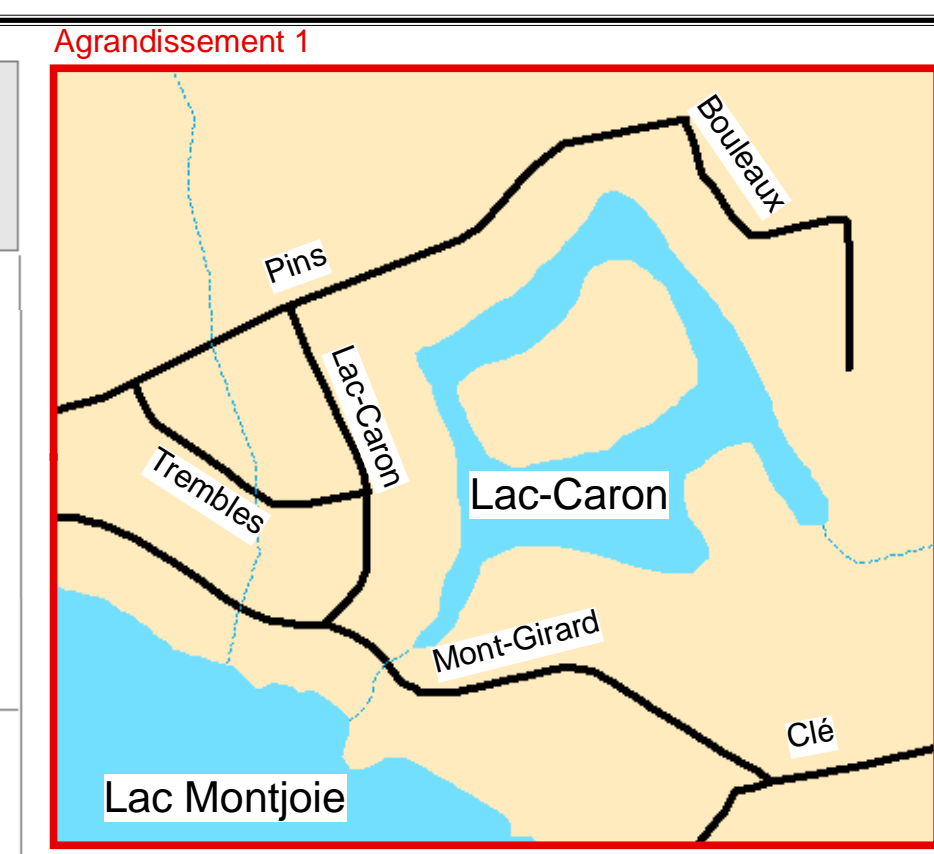 Agrandissement 1
Bouleaux
Pins
Lac-Caron
Trembles
Lac-Caron
Mont-Girard
Clé
Lac Montjoie